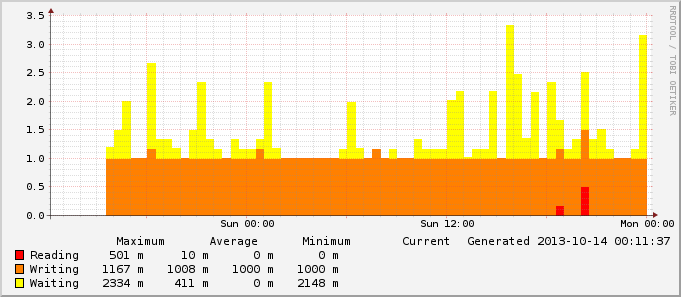 3.5
3.0
2.5
2.0
1.5
1.0
0.5
0.0
Sun 00:00 Sun 12:00 Mon 00:00
RRDTOOL / TOBI OETIKER
Maximum Average Minimum Current Generated 2013-10-14 00:11:37
Reading 501 m 10 m 0 m 0 m
Writing 1167 m 1008 m 1000 m 1000 m
Waiting 2334 m 411 m 0 m 2148 m